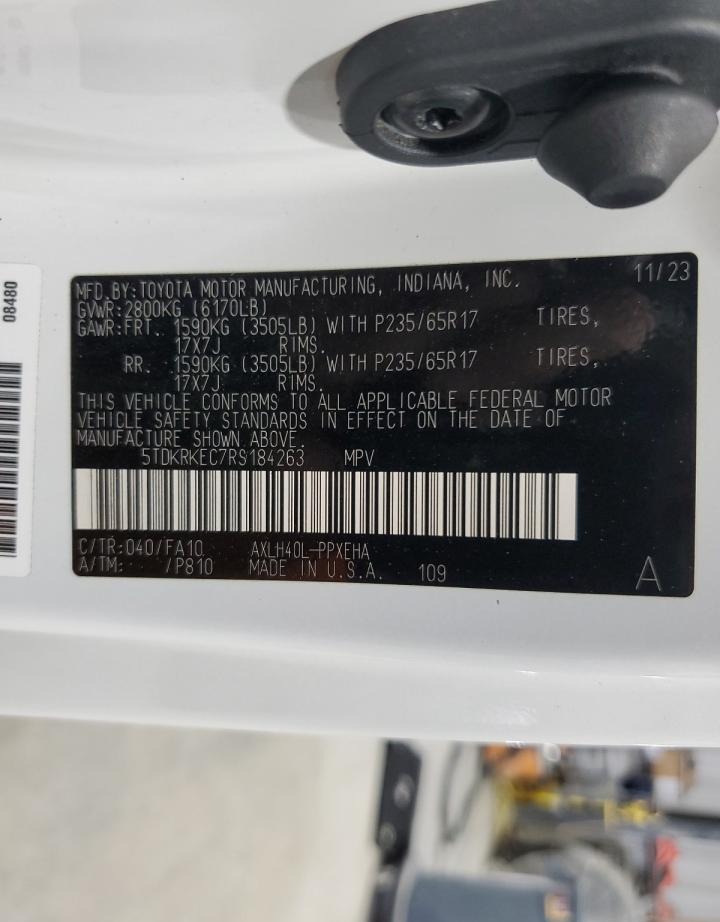 MFD.BY:TOYOTA MOTOR MANUFACTURING, INDIANA, INC. 11/23
GVWR:2800KG (6170LB)
GAWR:FRT. 1590KG (3505LB) WITH P235/65R17 TIRES,
17X7J RIMS.
RR. 1590KG (3505LB) WITH P235/65R17 TIRES,
17X7J RIMS.
THIS VEHICLE CONFORMS TO ALL APPLICABLE FEDERAL MOTOR
VEHICLE SAFETY STANDARDS IN EFFECT ON THE DATE OF
MANUFACTURE SHOWN ABOVE.
5TDKRKEC7RS184263 MPV
C/TR:040/FA10 AXLH40L-PPXEHA
A/TM: /P810 MADE IN U.S.A. 109 A
08480